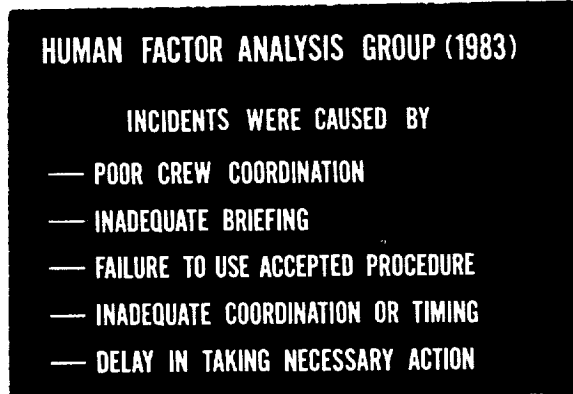 HUMAN FACTOR ANALYSIS GROUP (1983)
INCIDENTS WERE CAUSED BY
— POOR CREW COORDINATION
— INADEQUATE BRIEFING
— FAILURE TO USE ACCEPTED PROCEDURE
— INADEQUATE COORDINATION OR TIMING
— DELAY IN TAKING NECESSARY ACTION